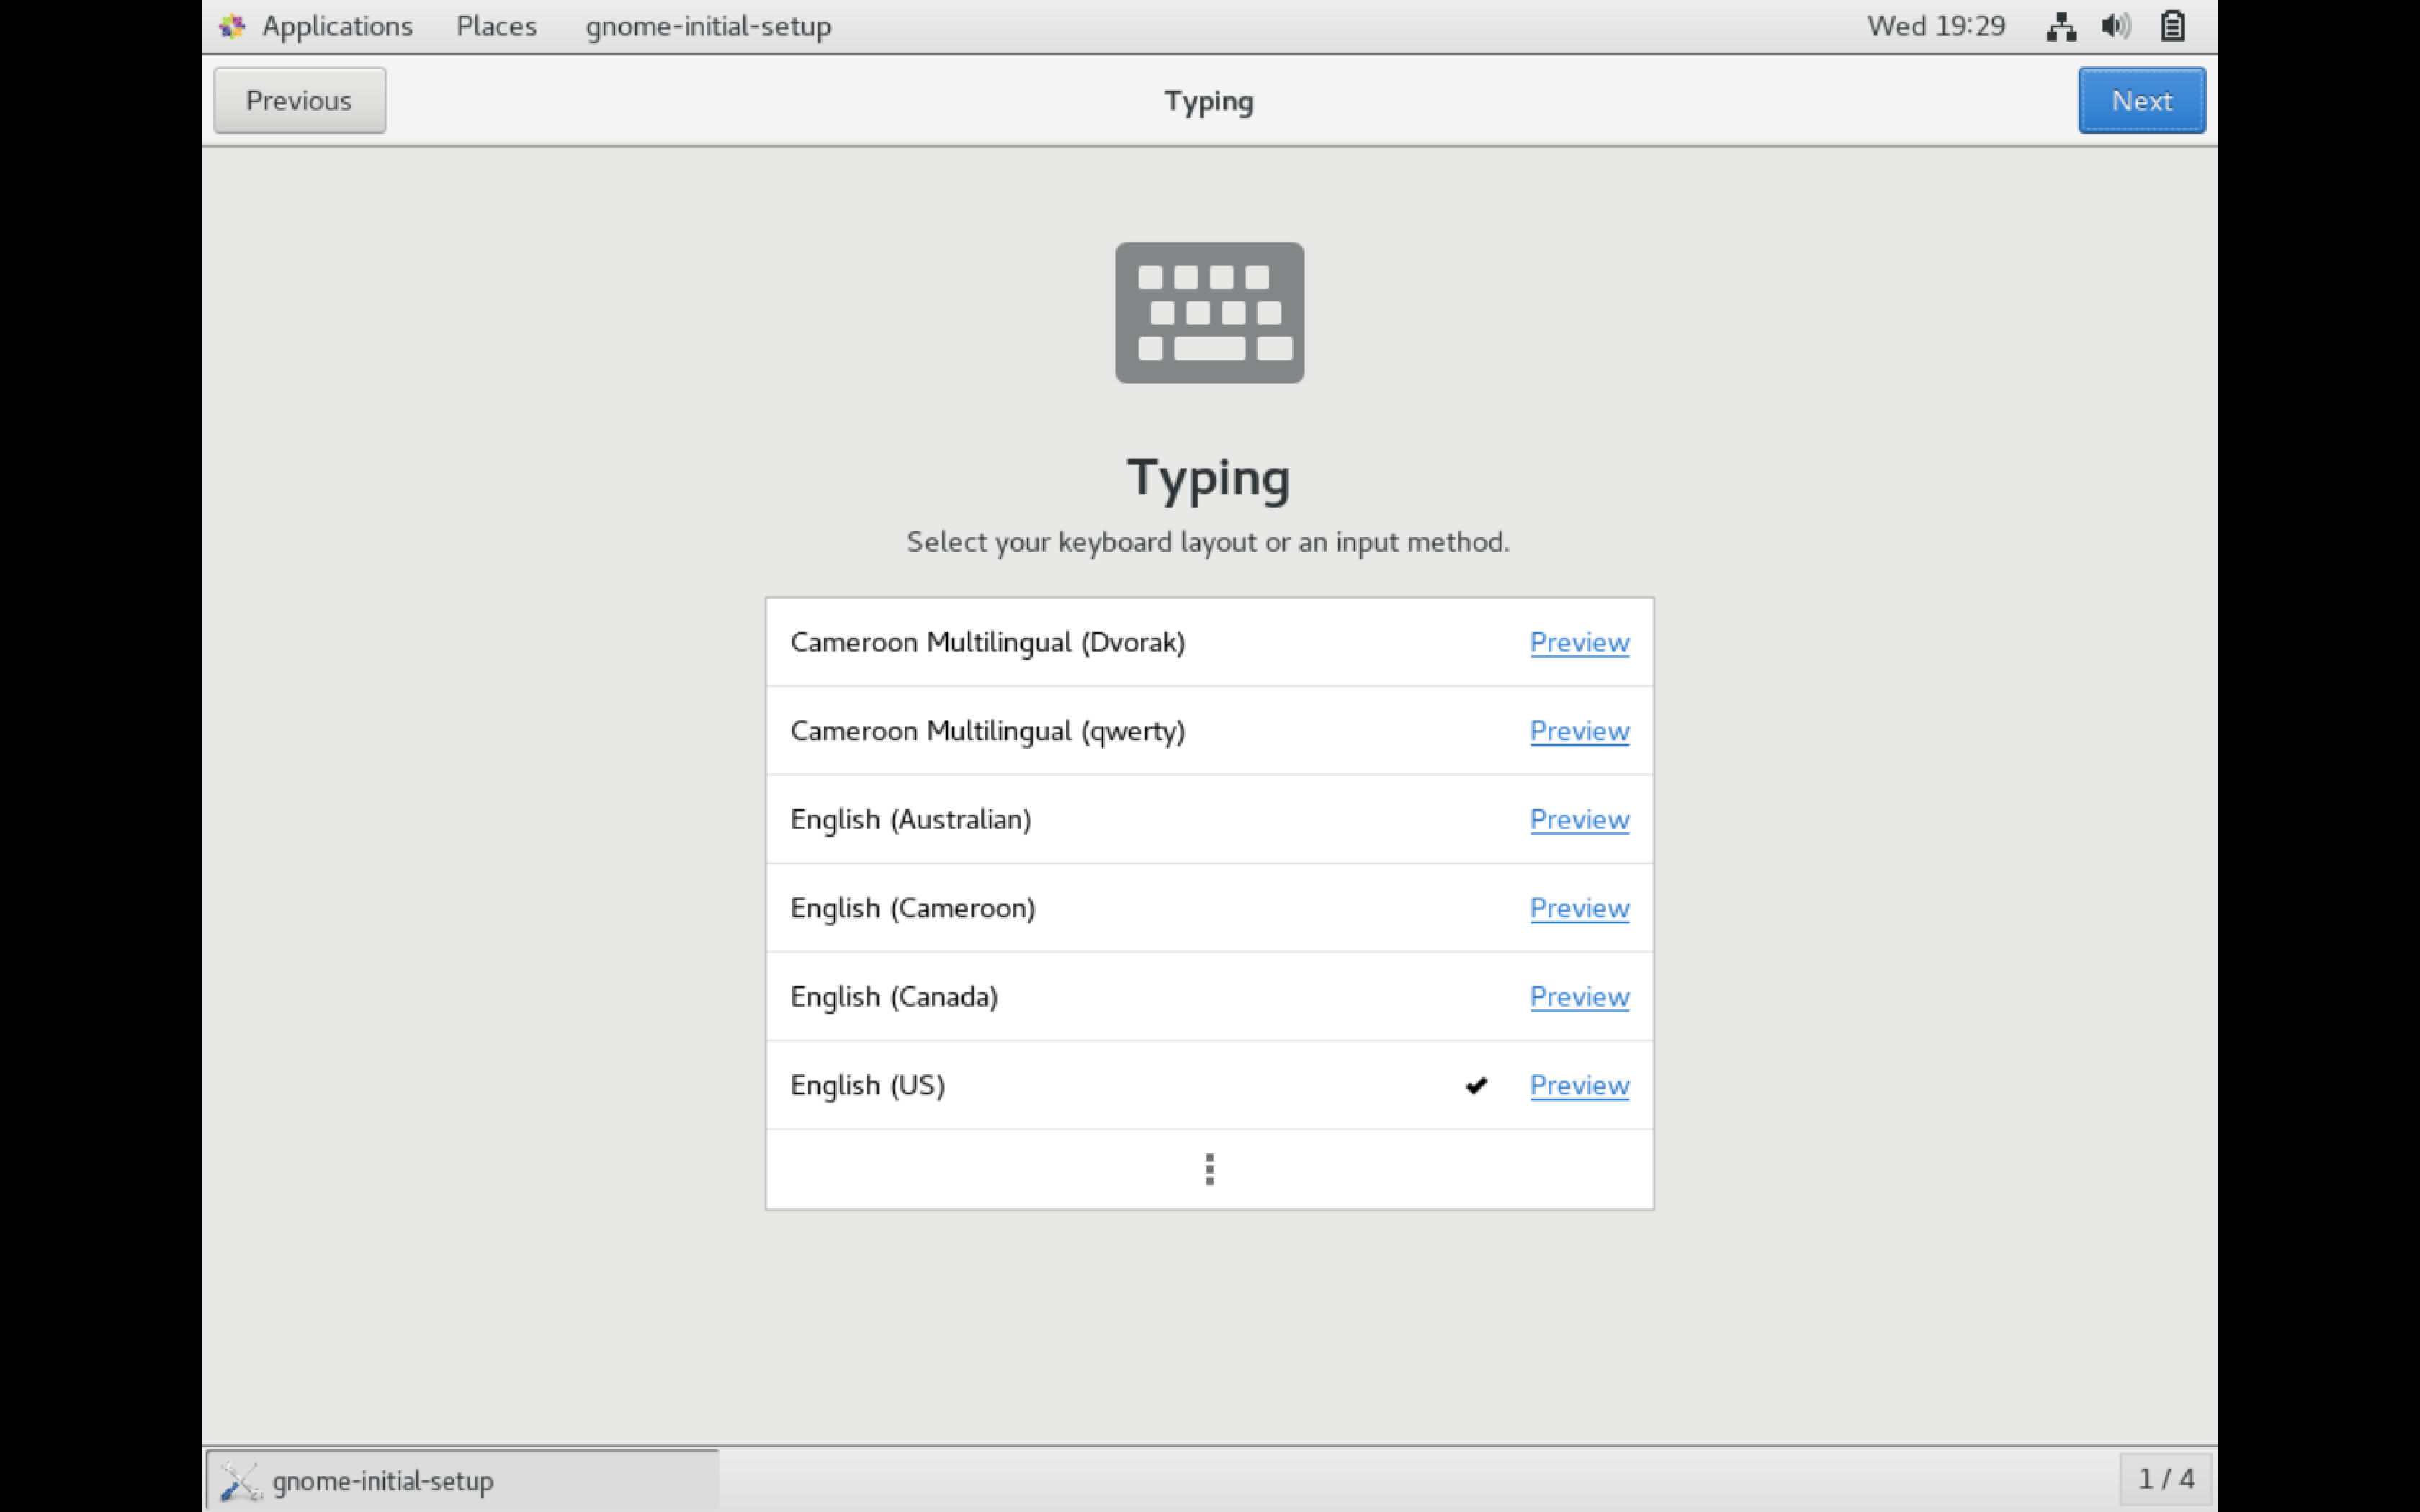 Applications Places gnome-initial-setup Wed 19:29
Previous Typing Next
Typing
Select your keyboard layout or an input method.
Cameroon Multilingual (Dvorak) Preview
Cameroon Multilingual (qwerty) Preview
English (Australian) Preview
English (Cameroon) Preview
English (Canada) Preview
English (US) Preview
gnome-initial-setup 1 / 4